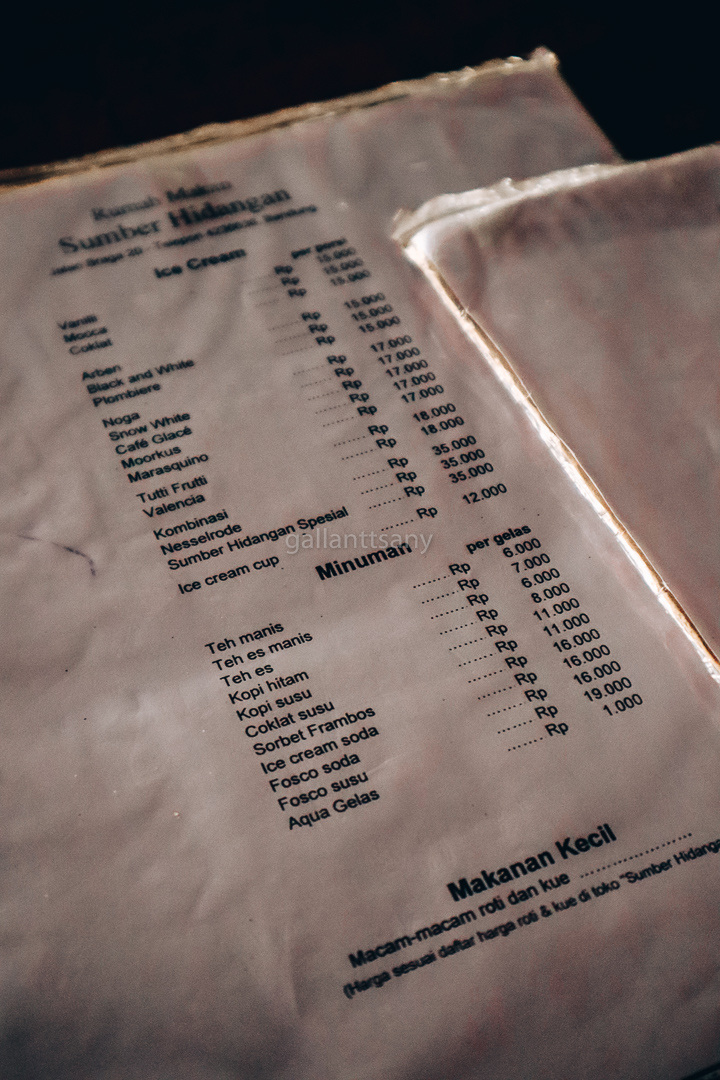 Rumah Makan
Sumber Hidangan
Jalan Braga 20 - Telepon Bandung
Ice Cream per porsi
Vanili ........ Rp 15.000
Mocca ........ Rp 15.000
Coklat ........ Rp 15.000
Arben ........ Rp 15.000
Black and White ........ Rp 15.000
Plombiere ........ Rp 15.000
Noga ........ Rp 17.000
Snow White ........ Rp 17.000
Café Glacé ........ Rp 17.000
Moorkus ........ Rp 17.000
Marasquino ........ Rp 17.000
Tutti Frutti ........ Rp 18.000
Valencia ........ Rp 18.000
Kombinasi ........ Rp 35.000
Nesselrode ........ Rp 35.000
Sumber Hidangan Spesial ........ Rp 35.000
Ice cream cup ........ Rp 12.000
gallanttsany
Minuman per gelas
Teh manis ........ Rp 6.000
Teh es manis ........ Rp 7.000
Teh es ........ Rp 6.000
Kopi hitam ........ Rp 8.000
Kopi susu ........ Rp 11.000
Coklat susu ........ Rp 11.000
Sorbet Frambos ........ Rp 16.000
Ice cream soda ........ Rp 16.000
Fosco soda ........ Rp 16.000
Fosco susu ........ Rp 19.000
Aqua Gelas ........ Rp 1.000
Makanan Kecil
Macam-macam roti dan kue ........................
(Harga sesuai daftar harga roti & kue di toko "Sumber Hidanga